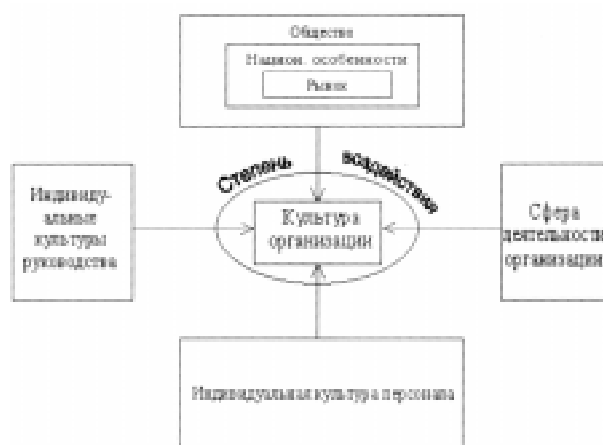 Общество
Национ. особенности
Рынок
Степень воздействия
Индивиду-
альные
культуры
руководства
Культура
организации
Сфера
деятельности
организации
Индивидуальная культура персонала